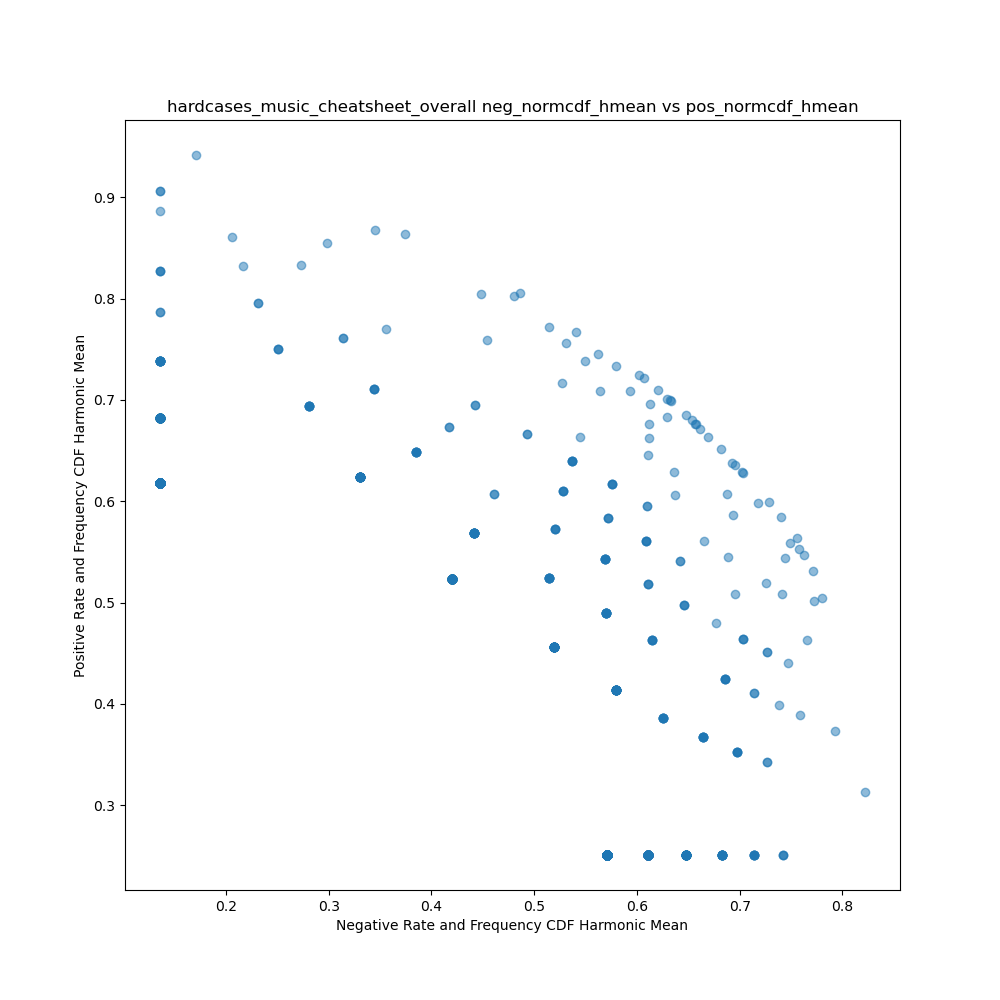 hardcases_music_cheatsheet_overall neg_normcdf_hmean vs pos_normcdf_hmean
0.9
0.8
0.7
0.6
0.5
0.4
0.3
Positive Rate and Frequency CDF Harmonic Mean
0.2 0.3 0.4 0.5 0.6 0.7 0.8
Negative Rate and Frequency CDF Harmonic Mean